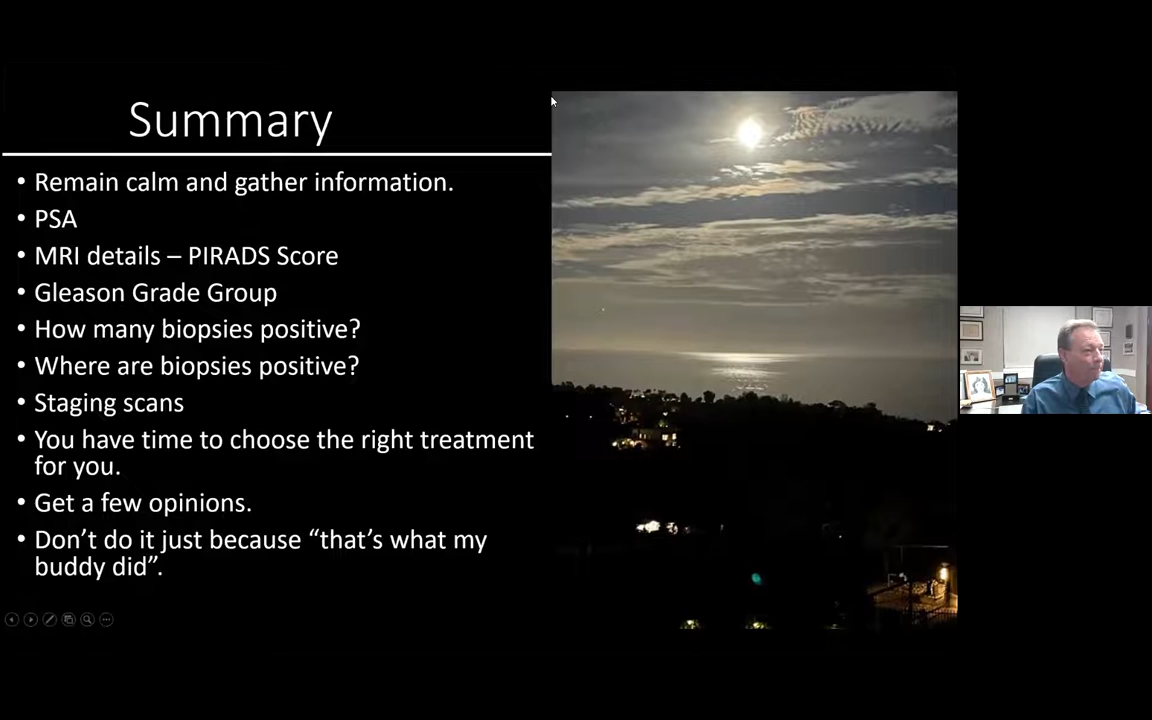 Summary
• Remain calm and gather information.
• PSA
• MRI details – PIRADS Score
• Gleason Grade Group
• How many biopsies positive?
• Where are biopsies positive?
• Staging scans
• You have time to choose the right treatment
for you.
• Get a few opinions.
• Don’t do it just because “that’s what my
buddy did”.